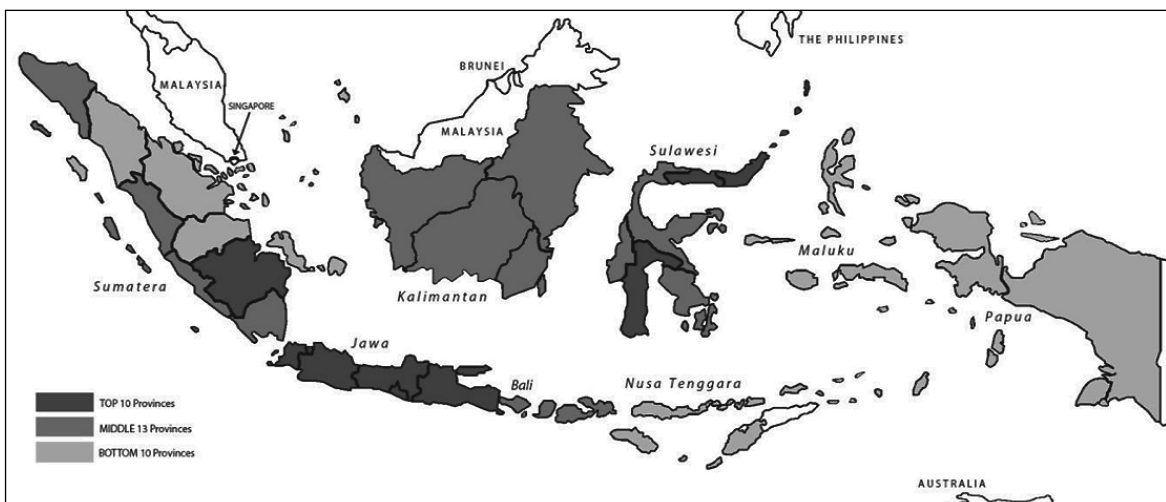 THE PHILIPPINES
BRUNEI
MALAYSIA
SINGAPORE
MALAYSIA
Sulawesi
Maluku
Sumatera
Kalimantan
Papua
Jawa
Bali
Nusa Tenggara
TOP 10 Provinces
MIDDLE 13 Provinces
BOTTOM 10 Provinces
AUSTRALIA